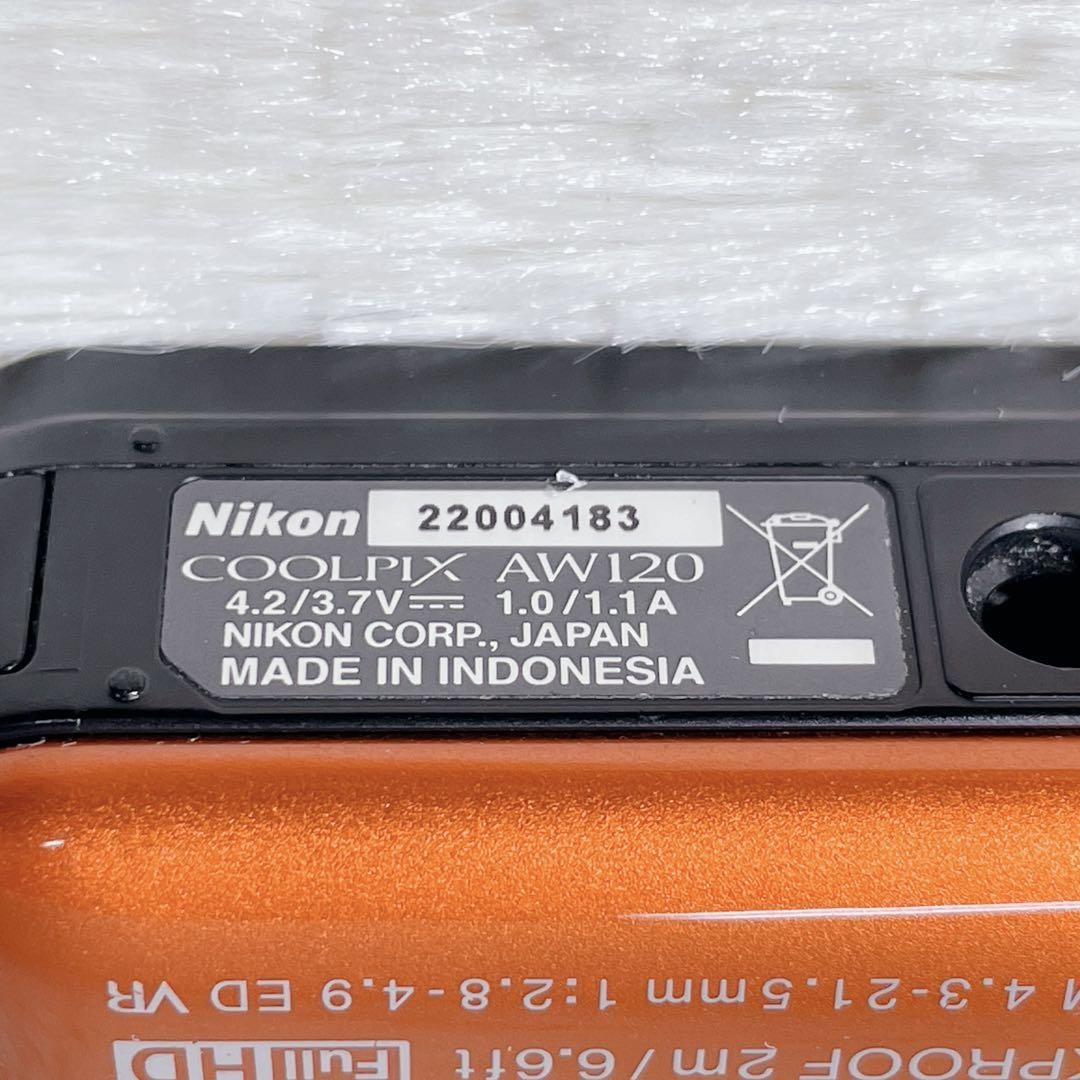 Nikon 22004183
COOLPIX AW120
4.2/3.7V⎓ 1.0/1.1A
NIKON CORP., JAPAN
MADE IN INDONESIA
4.3-21.5mm 1:2.8-4.9 ED VR
2m/6.6ft Full HD